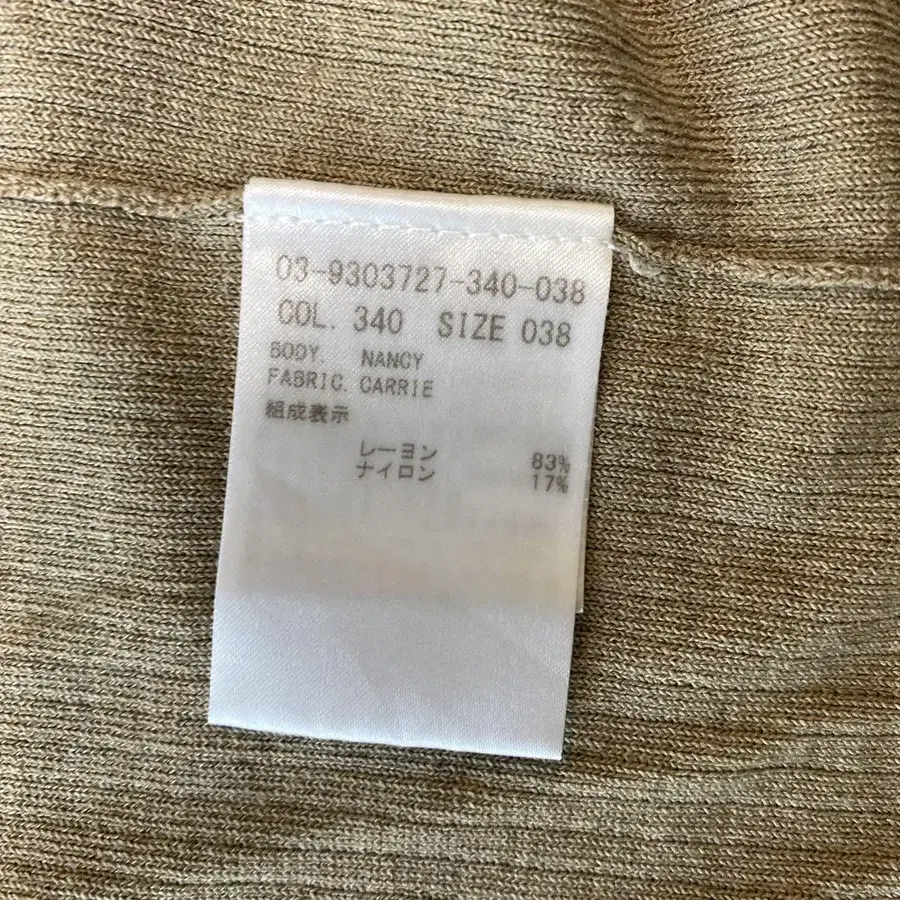 03-9303727-340-038
COL. 340 SIZE 038
BODY. NANCY
FABRIC. CARRIE
組成表示
レーヨン 83%
ナイロン 17%